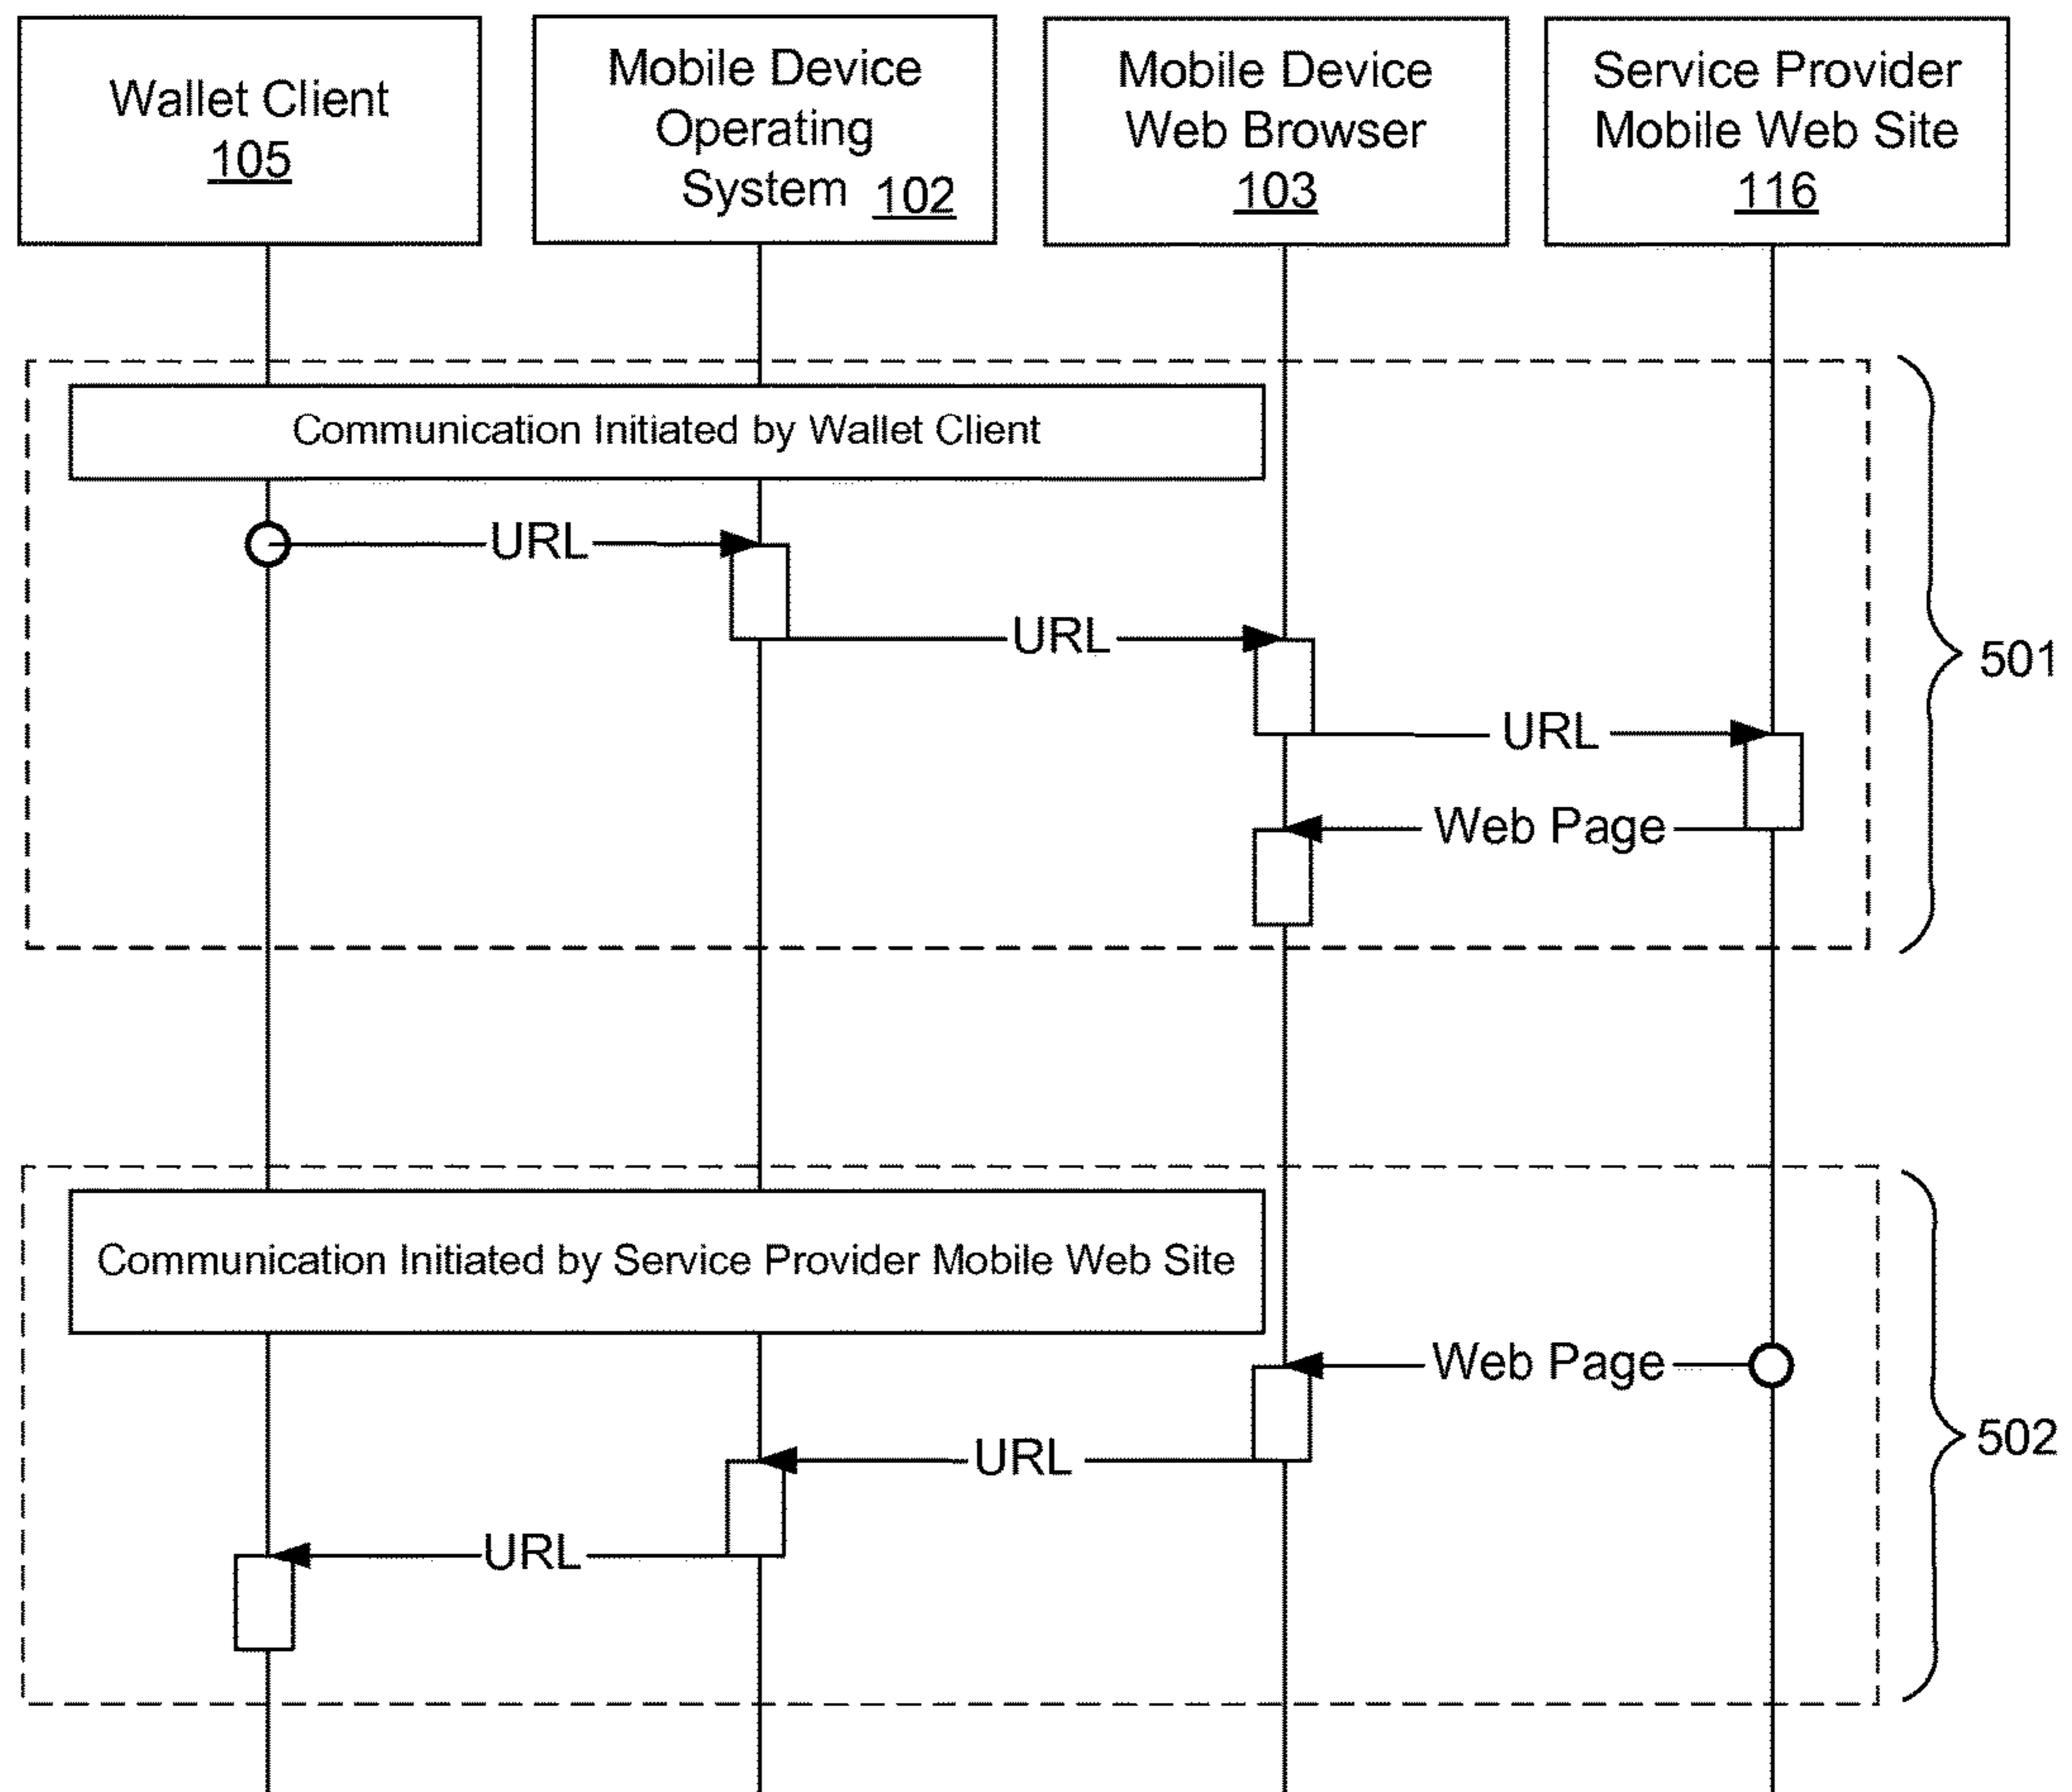 Wallet Client
105
Mobile Device
Operating
System 102
Mobile Device
Web Browser
103
Service Provider
Mobile Web Site
116
Communication Initiated by Wallet Client
URL
URL
URL
Web Page
501
Communication Initiated by Service Provider Mobile Web Site
Web Page
URL
URL
502